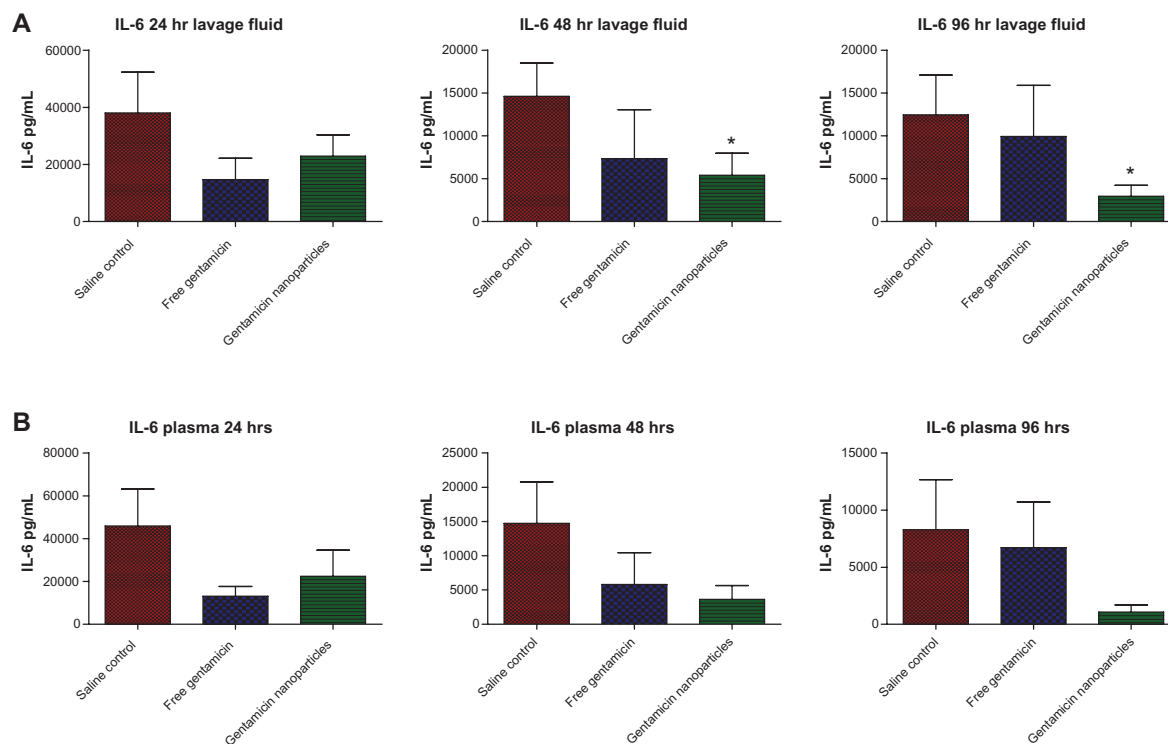 A
IL-6 24 hr lavage fluid
IL-6 pg/mL
60000
40000
20000
0
Saline control
Free gentamicin
Gentamicin nanoparticles
IL-6 48 hr lavage fluid
IL-6 pg/mL
20000
15000
10000
5000
0
*
Saline control
Free gentamicin
Gentamicin nanoparticles
IL-6 96 hr lavage fluid
IL-6 pg/mL
20000
15000
10000
5000
0
*
Saline control
Free gentamicin
Gentamicin nanoparticles
B
IL-6 plasma 24 hrs
IL-6 pg/mL
80000
60000
40000
20000
0
Saline control
Free gentamicin
Gentamicin nanoparticles
IL-6 plasma 48 hrs
IL-6 pg/mL
25000
20000
15000
10000
5000
0
Saline control
Free gentamicin
Gentamicin nanoparticles
IL-6 plasma 96 hrs
IL-6 pg/mL
15000
10000
5000
0
Saline control
Free gentamicin
Gentamicin nanoparticles